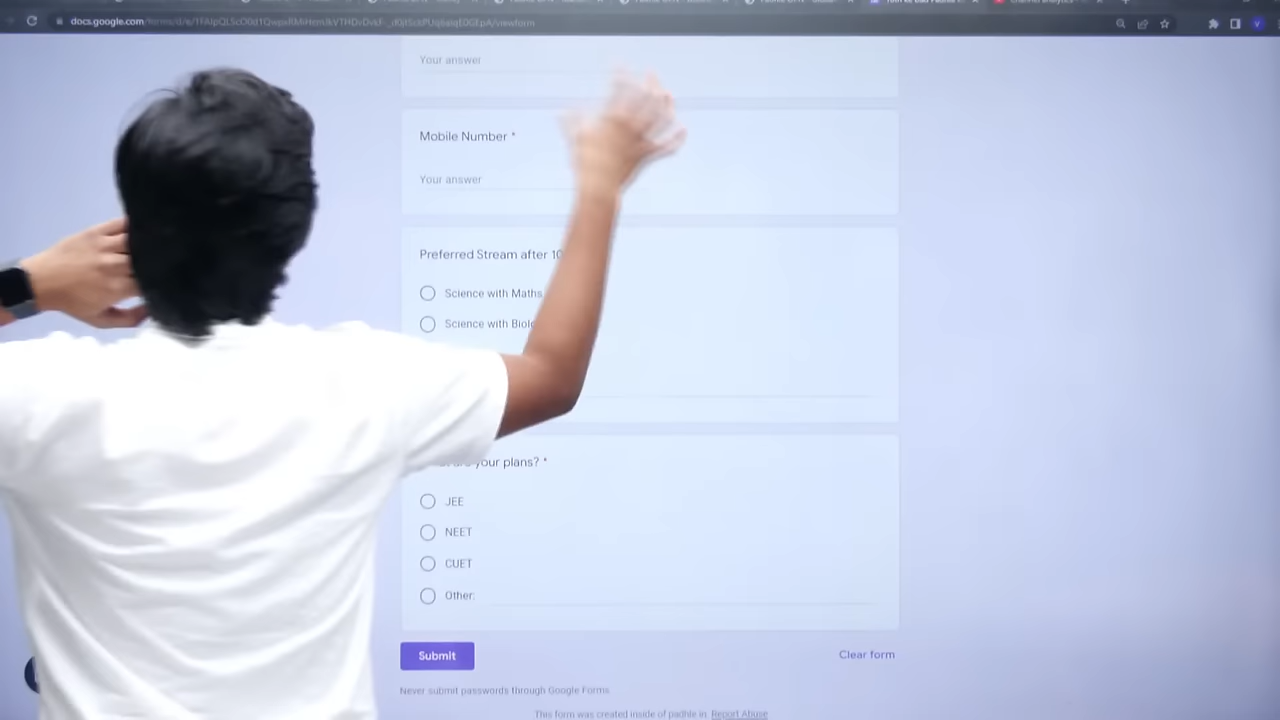 docs.google.com
Your answer
Mobile Number *
Your answer
Preferred Stream after 10
Science with Maths
Science with Biolo
your plans? *
JEE
NEET
CUET
Other:
Submit
Clear form
Never submit passwords through Google Forms.
This form was created inside of padhle.in. Report Abuse